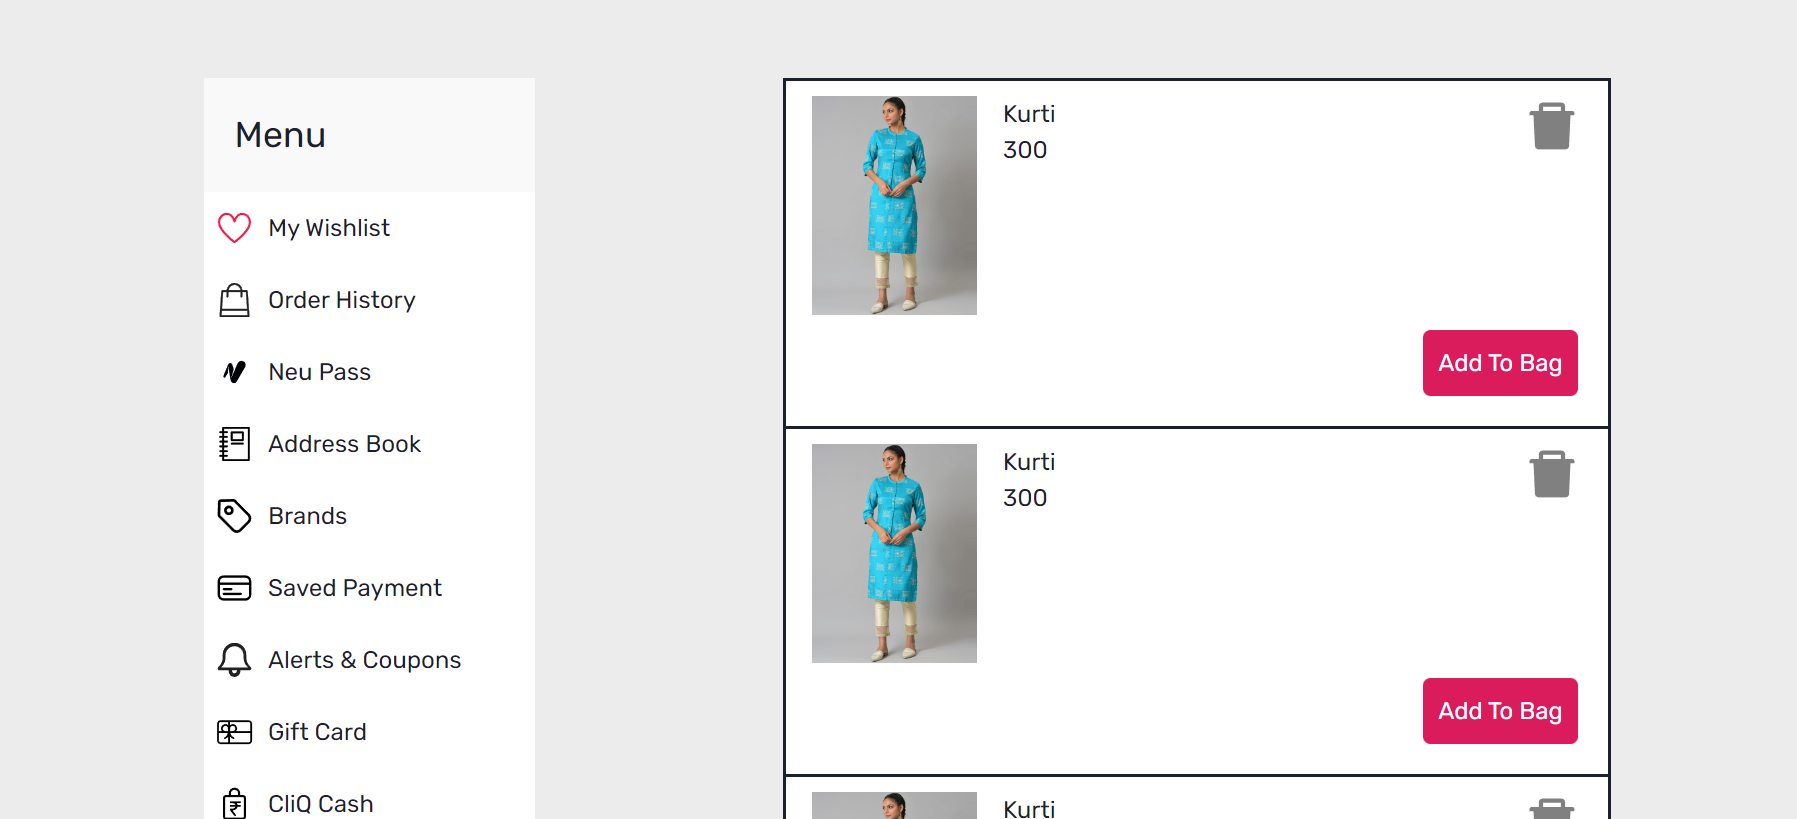 Menu
My Wishlist
Order History
Neu Pass
Address Book
Brands
Saved Payment
Alerts & Coupons
Gift Card
CliQ Cash
Kurti
300
Add To Bag
Kurti
300
Add To Bag
Kurti